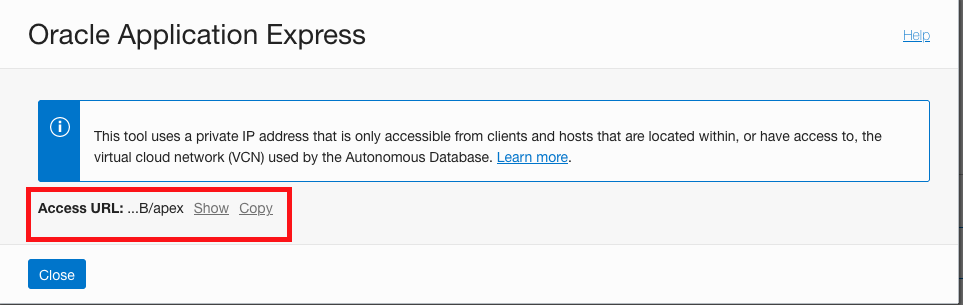 Oracle Application Express
Help
This tool uses a private IP address that is only accessible from clients and hosts that are located within, or have access to, the
virtual cloud network (VCN) used by the Autonomous Database. Learn more.
Access URL: ...B/apex Show Copy
Close